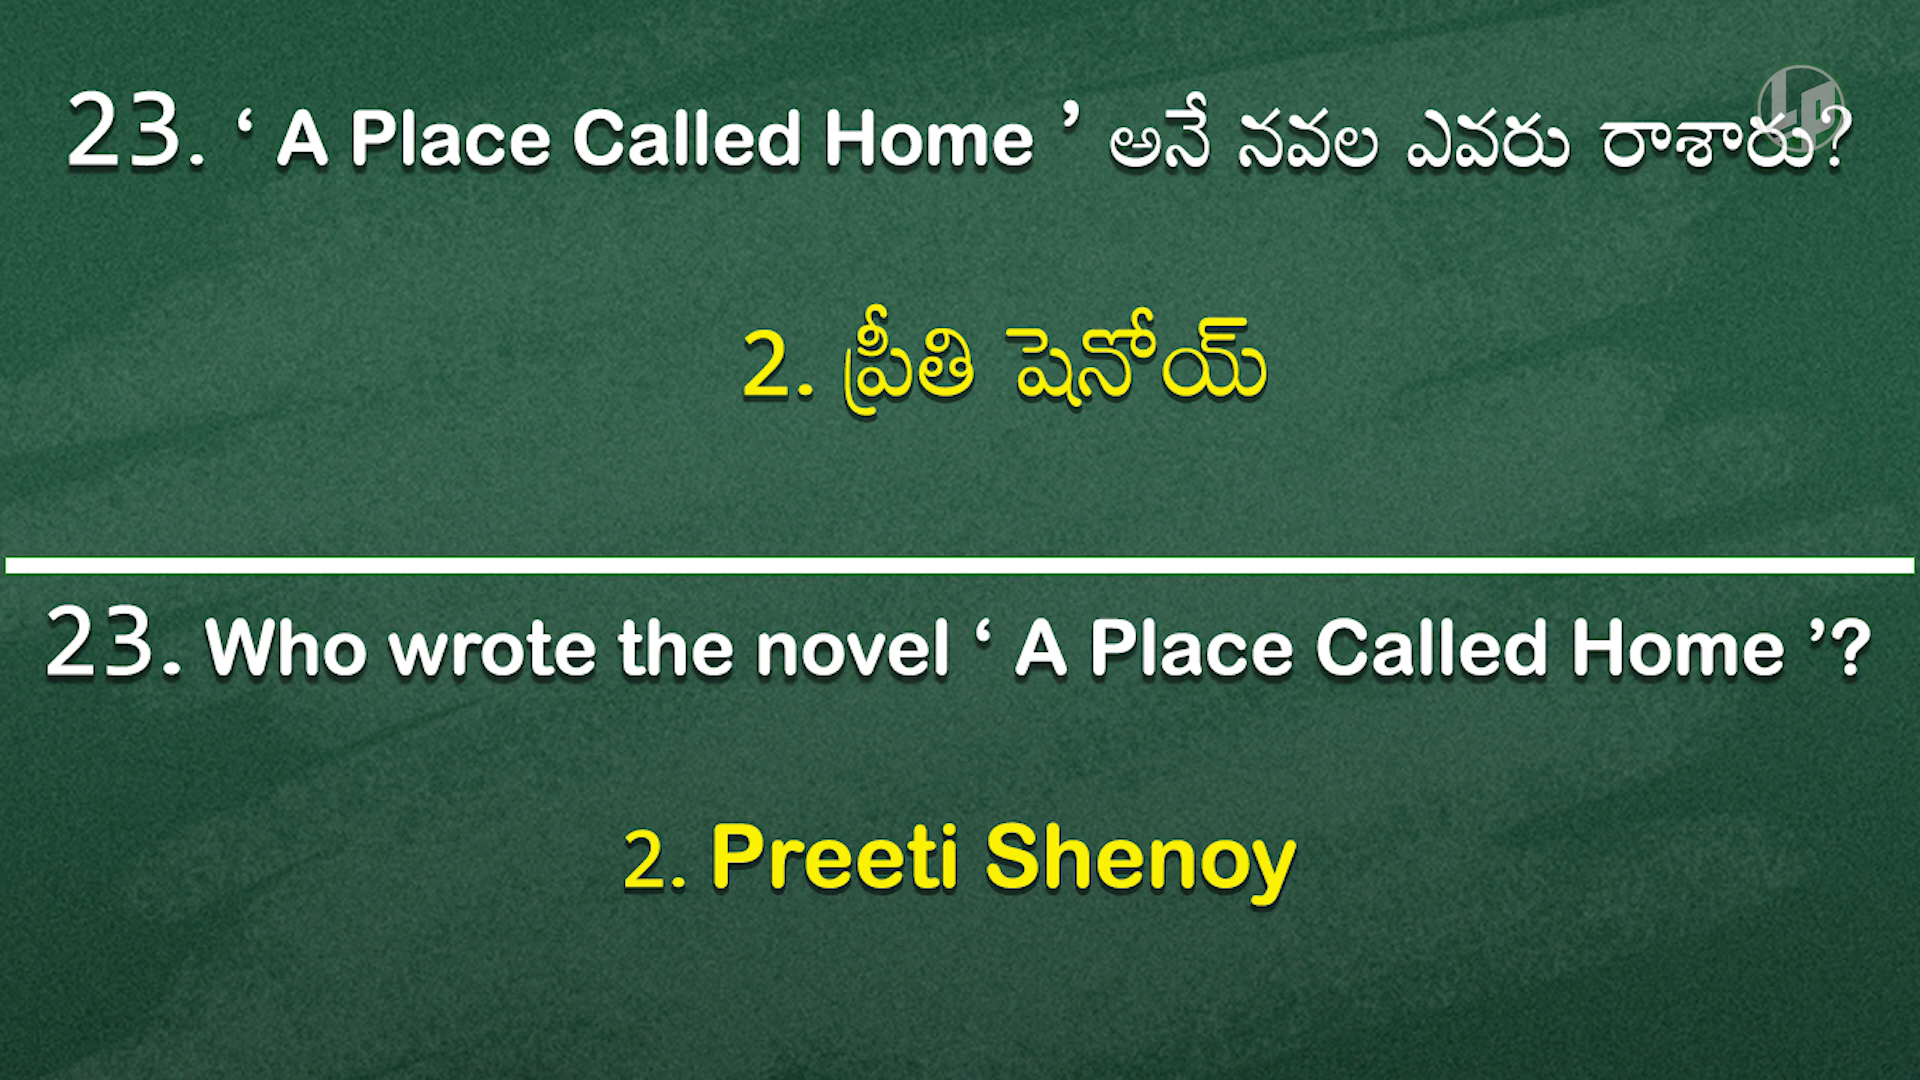 23. ‘ A Place Called Home ’ అనే నవల ఎవరు రాశారు?
2. ప్రీతి షెనోయ్
23. Who wrote the novel ‘ A Place Called Home ’?
2. Preeti Shenoy